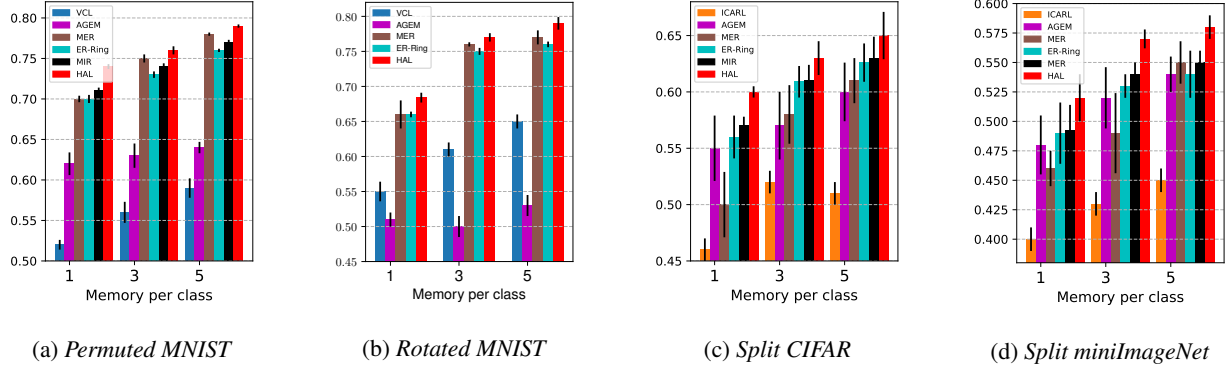 VCL
AGEM
MER
ER-Ring
MIR
HAL
0.80
0.75
0.70
0.65
0.60
0.55
0.50
1 3 5
Memory per class
(a) Permuted MNIST
VCL
AGEM
MER
ER-Ring
HAL
0.80
0.75
0.70
0.65
0.60
0.55
0.50
0.45
1 3 5
Memory per class
(b) Rotated MNIST
ICARL
AGEM
MER
ER-Ring
MER
HAL
0.65
0.60
0.55
0.50
0.45
1 3 5
Memory per class
(c) Split CIFAR
ICARL
AGEM
MER
ER-Ring
MER
HAL
0.575
0.550
0.525
0.500
0.475
0.450
0.425
0.400
1 3 5
Memory per class
(d) Split miniImageNet